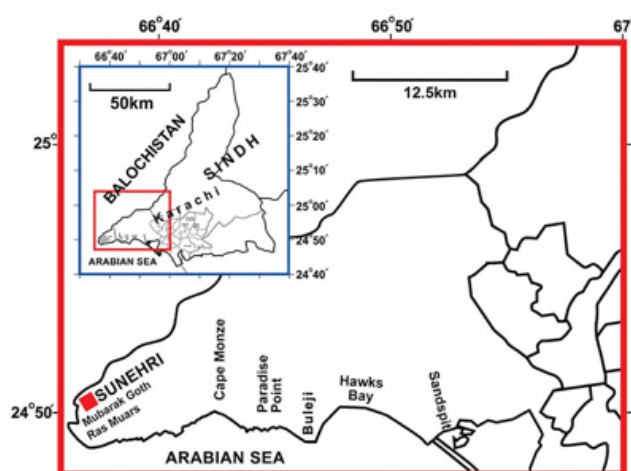 66°40' 66°50' 67
66°40' 67°00' 67°20' 67°40'
50km
12.5km
25°40'
25°30'
25°20'
25°10'
25°00'
24°50'
24°40'
BALOCHISTAN
SINDH
Karachi
ARABIAN SEA
25°
24°50'
SUNEHRI
Mubarak Goth
Ras Muars
Cape Monze
Paradise
Point
Buleji
Hawks
Bay
Sandspit
ARABIAN SEA